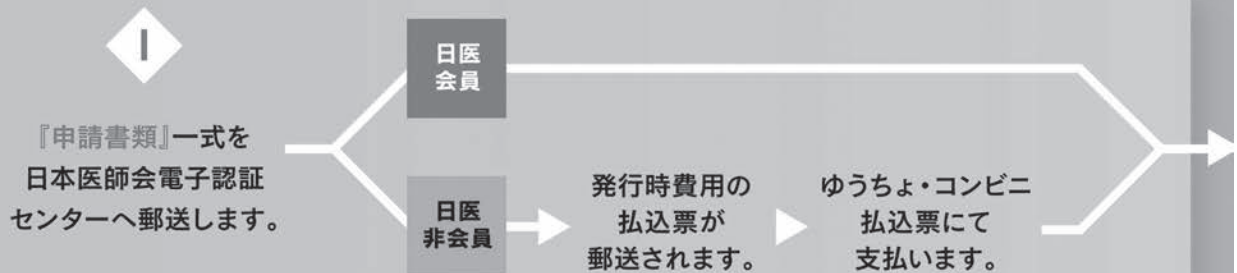 1
『申請書類』一式を
日本医師会電子認証
センターへ郵送します。
日医
会員
日医
非会員
発行時費用の
払込票が
郵送されます。
ゆうちょ・コンビニ
払込票にて
支払います。